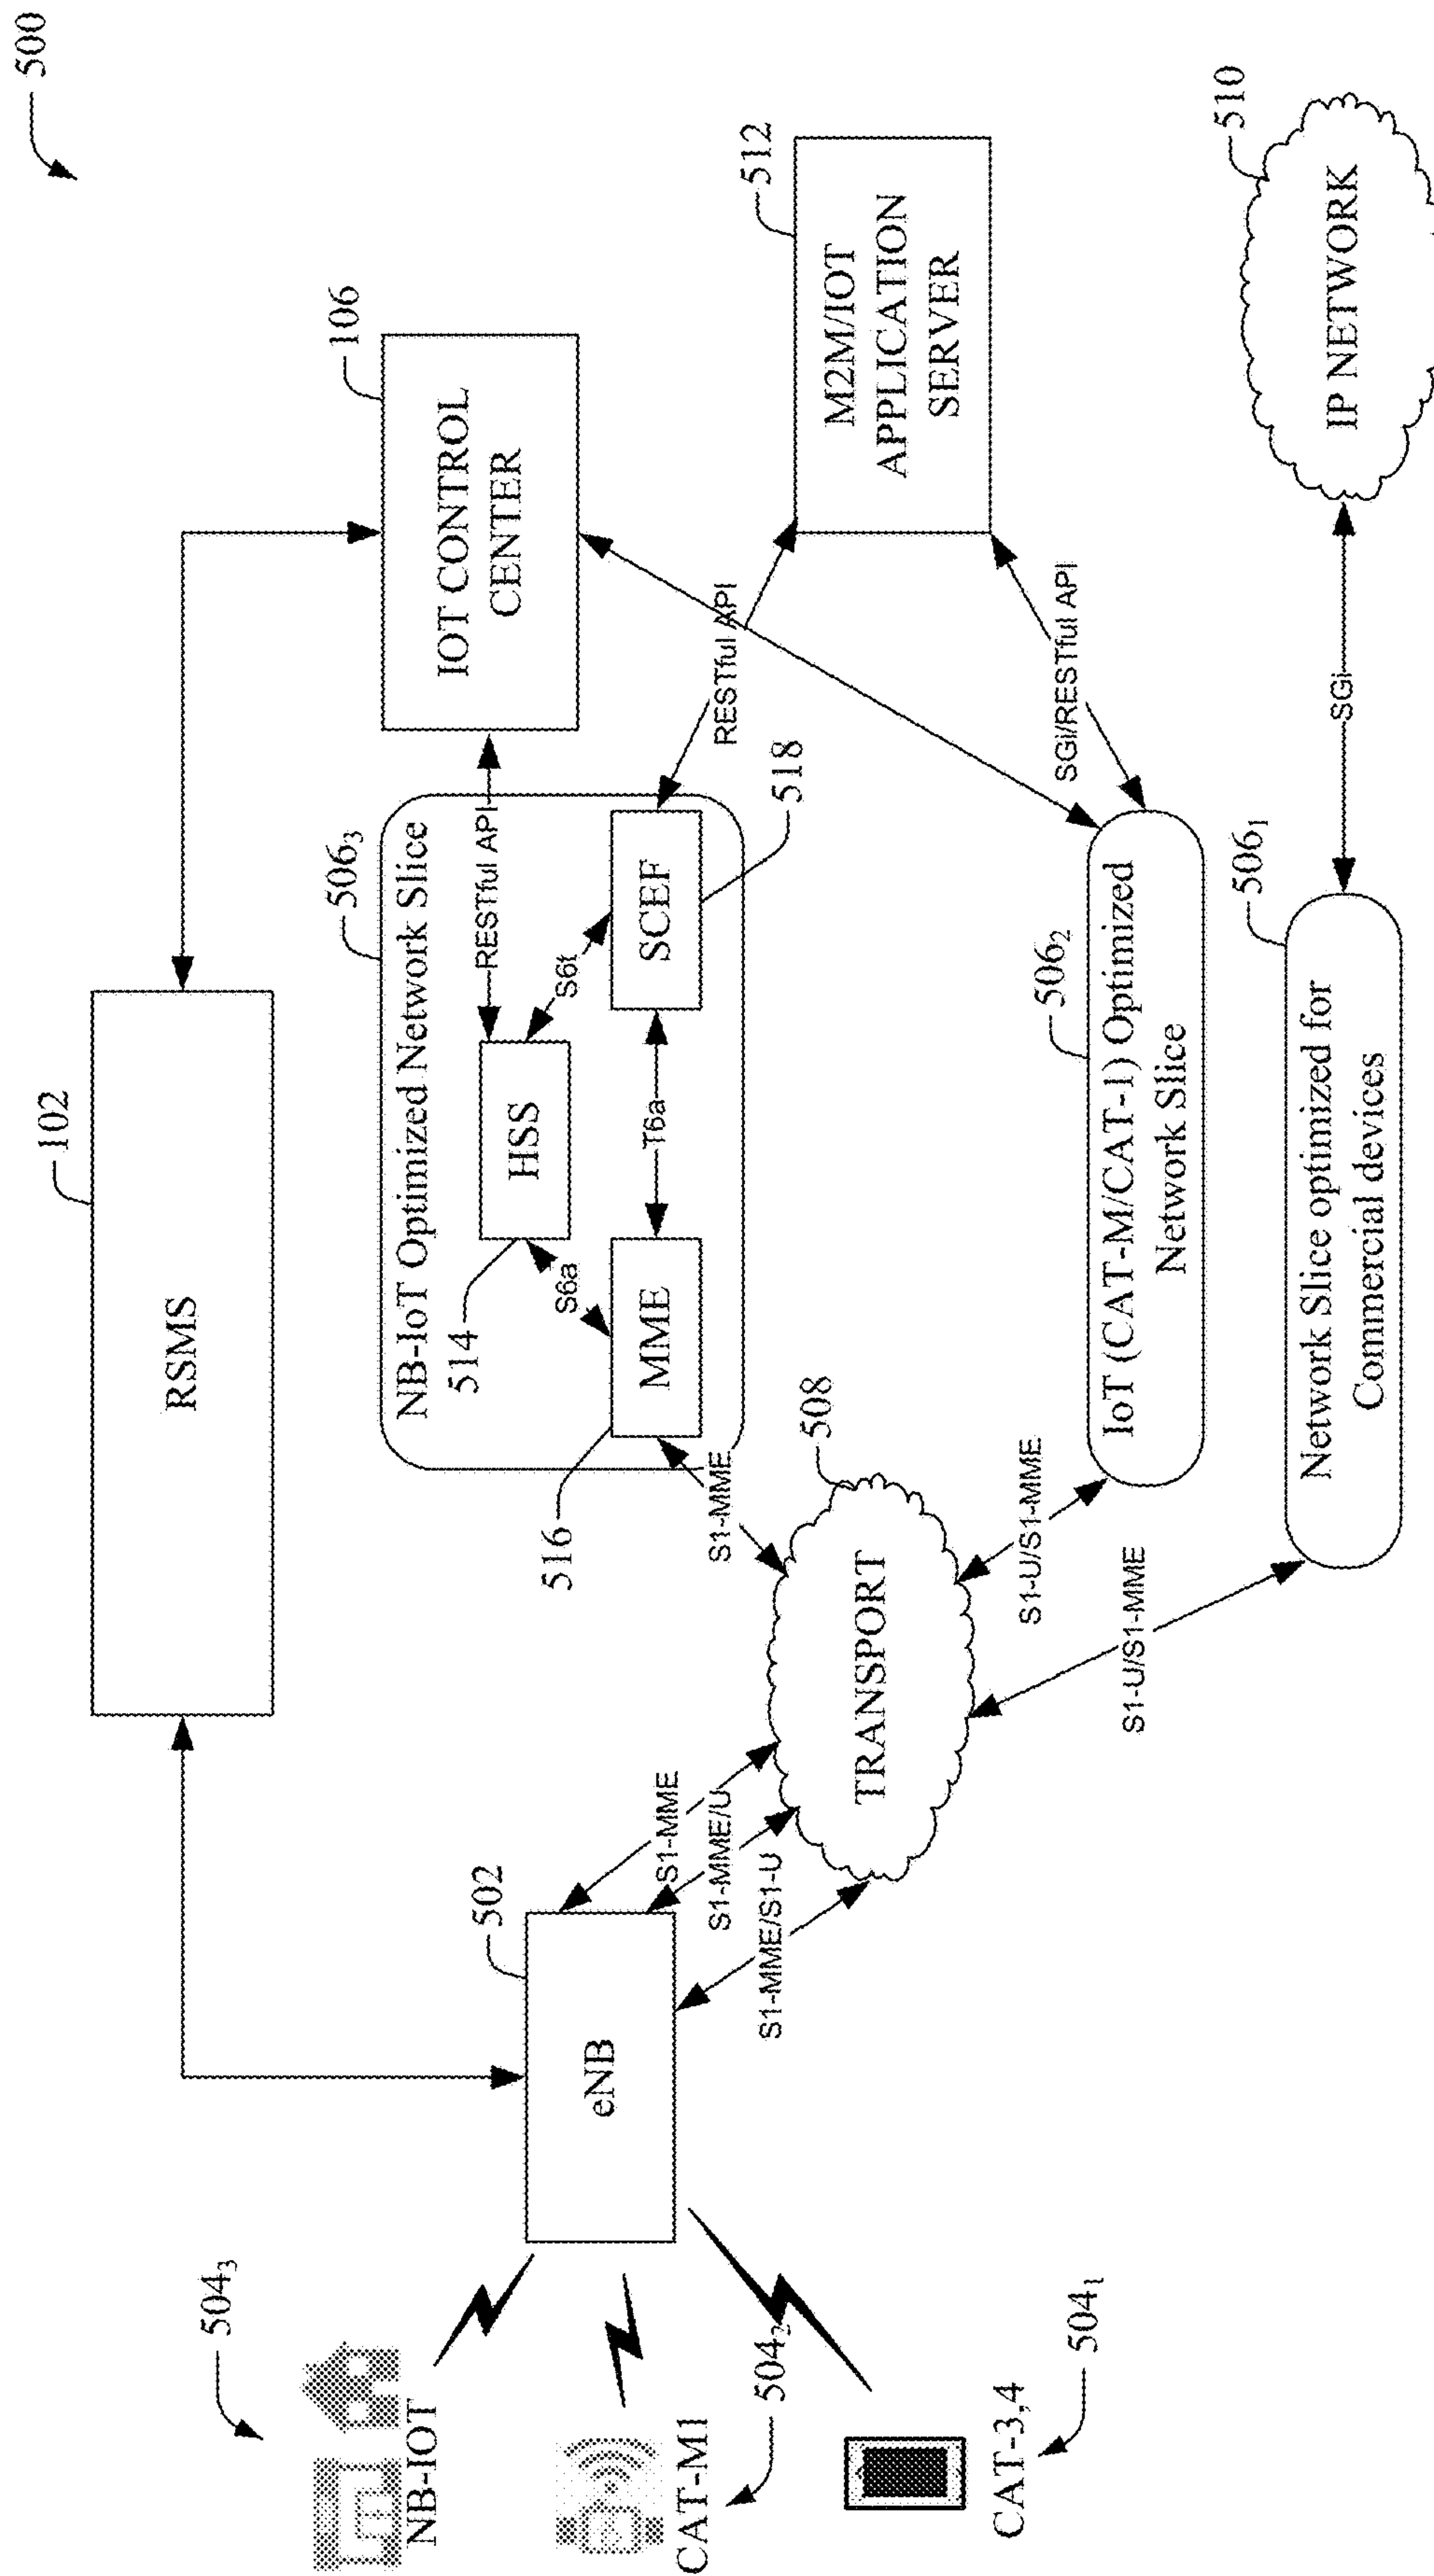 500
102
RSMS
106
IOT CONTROL
CENTER
506₃
NB-IoT Optimized Network Slice
RESTful API
514
HSS
S6a
S6t
516
MME
T6a
SCEF
518
RESTful API
512
M2M/IOT
APPLICATION
SERVER
504₃
NB-IOT
502
eNB
S1-MME
S1-MME/U
S1-MME/S1-U
S1-MME
508
TRANSPORT
CAT-M1
504₂
S1-U/S1-MME
506₂
IoT (CAT-M/CAT-1) Optimized
Network Slice
SGi/RESTful API
CAT-3,4
504₁
S1-U/S1-MME
506₁
Network Slice optimized for
Commercial devices
SGi
510
IP NETWORK